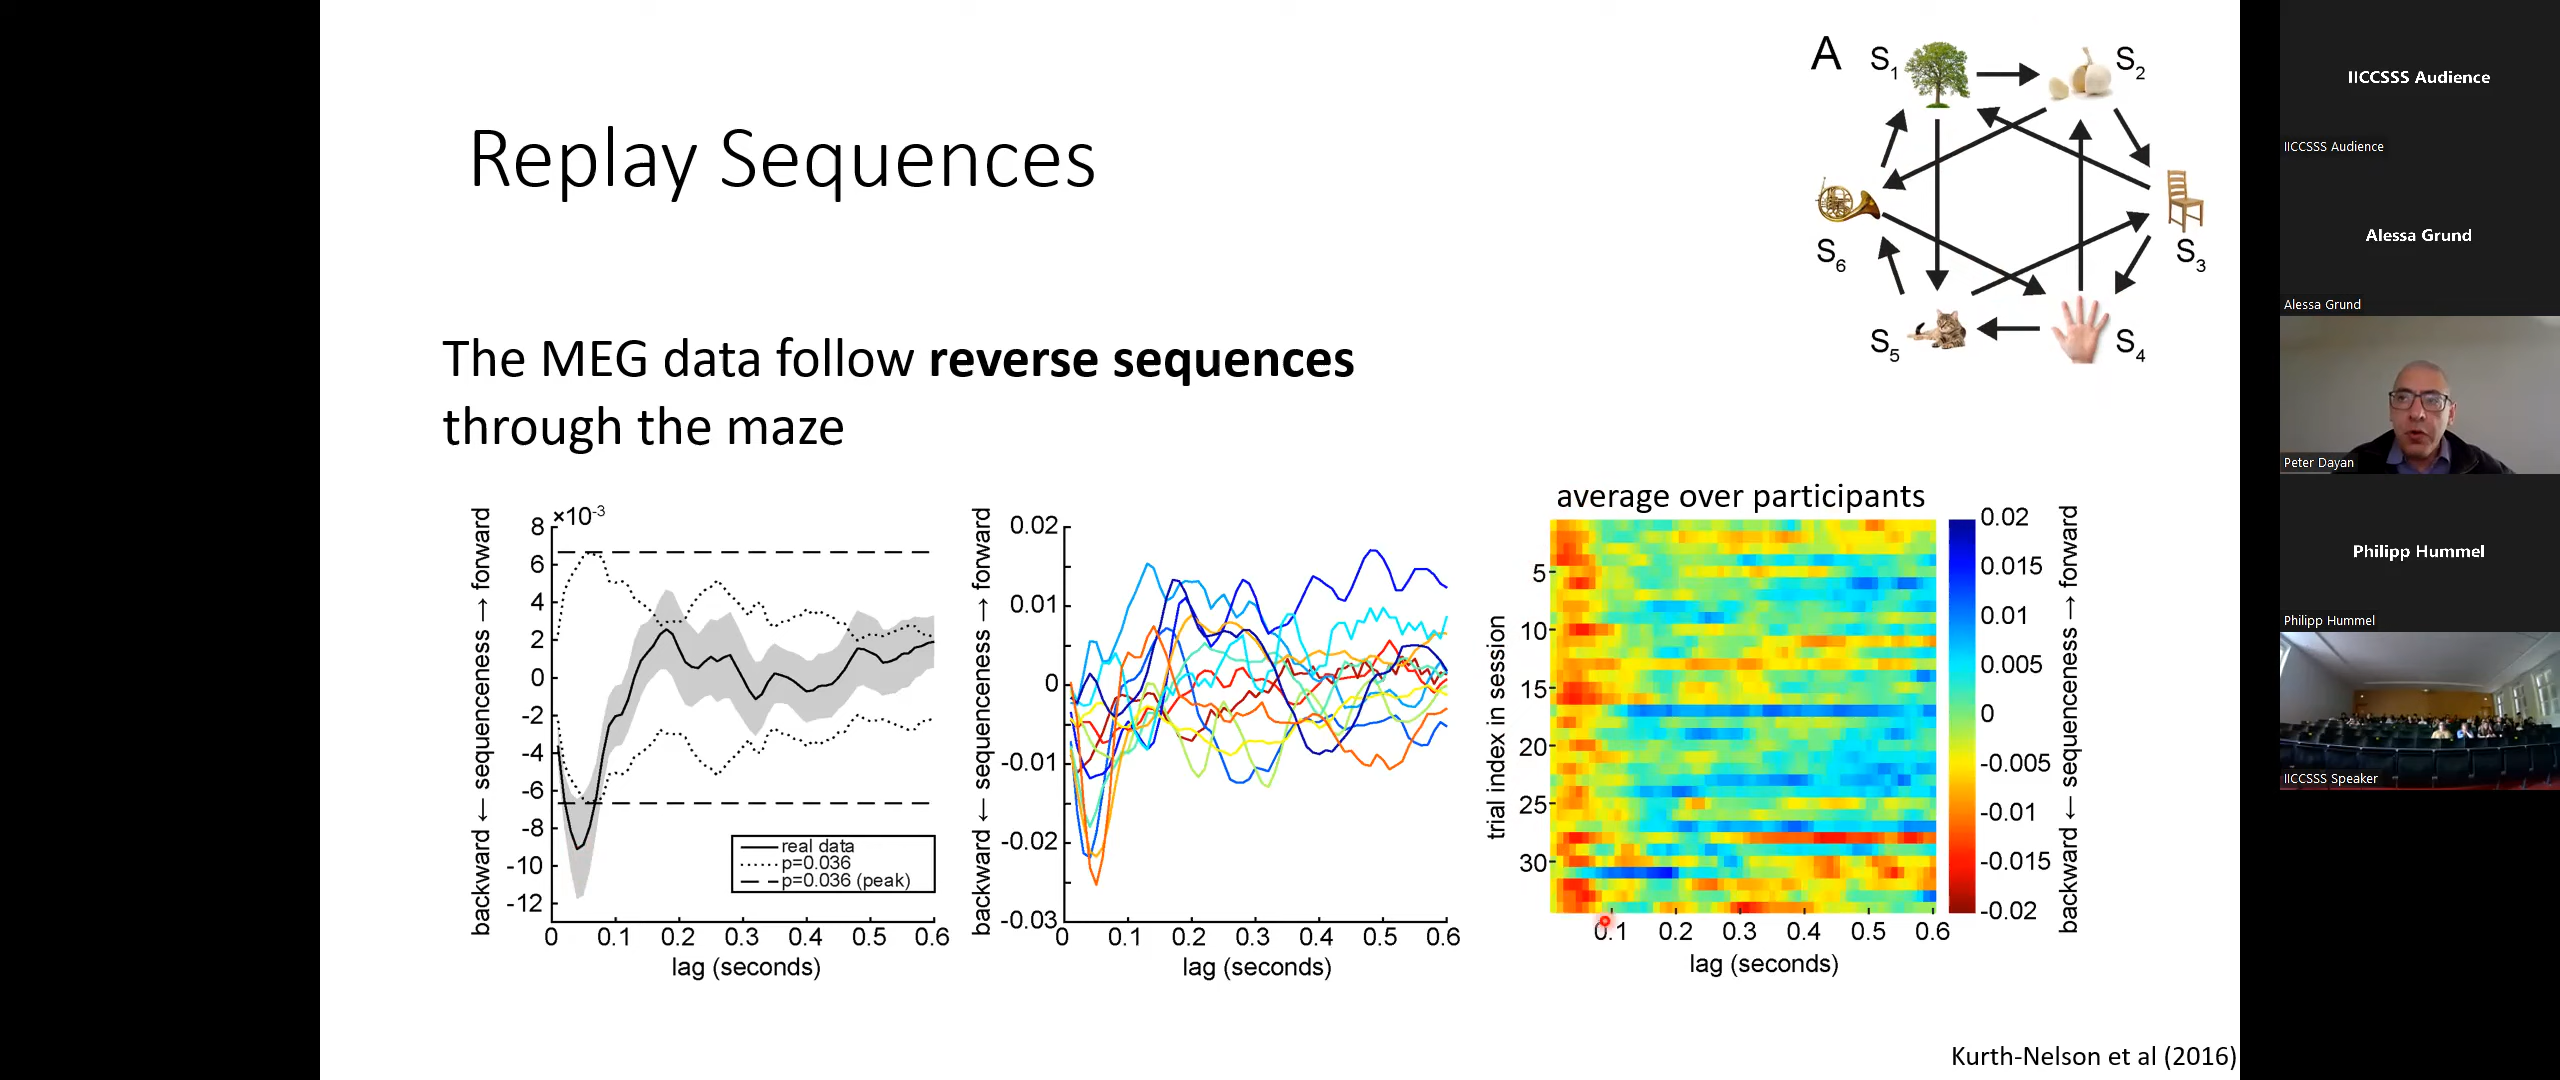 Replay Sequences
A
S1
S2
S6
S3
S5
S4
The MEG data follow reverse sequences
through the maze
backward ← sequenceness → forward
×10-3
8
6
4
2
0
-2
-4
-6
-8
-10
-12
real data
p=0.036
p=0.036 (peak)
0 0.1 0.2 0.3 0.4 0.5 0.6
lag (seconds)
backward ← sequenceness → forward
0.02
0.01
0
-0.01
-0.02
-0.03
0 0.1 0.2 0.3 0.4 0.5 0.6
lag (seconds)
average over participants
trial index in session
5
10
15
20
25
30
0.1 0.2 0.3 0.4 0.5 0.6
lag (seconds)
0.02
0.015
0.01
0.005
0
-0.005
-0.01
-0.015
-0.02
backward ← sequenceness → forward
Kurth-Nelson et al (2016)
IICCSSS Audience
IICCSSS Audience
Alessa Grund
Alessa Grund
Peter Dayan
Philipp Hummel
Philipp Hummel
IICCSSS Speaker